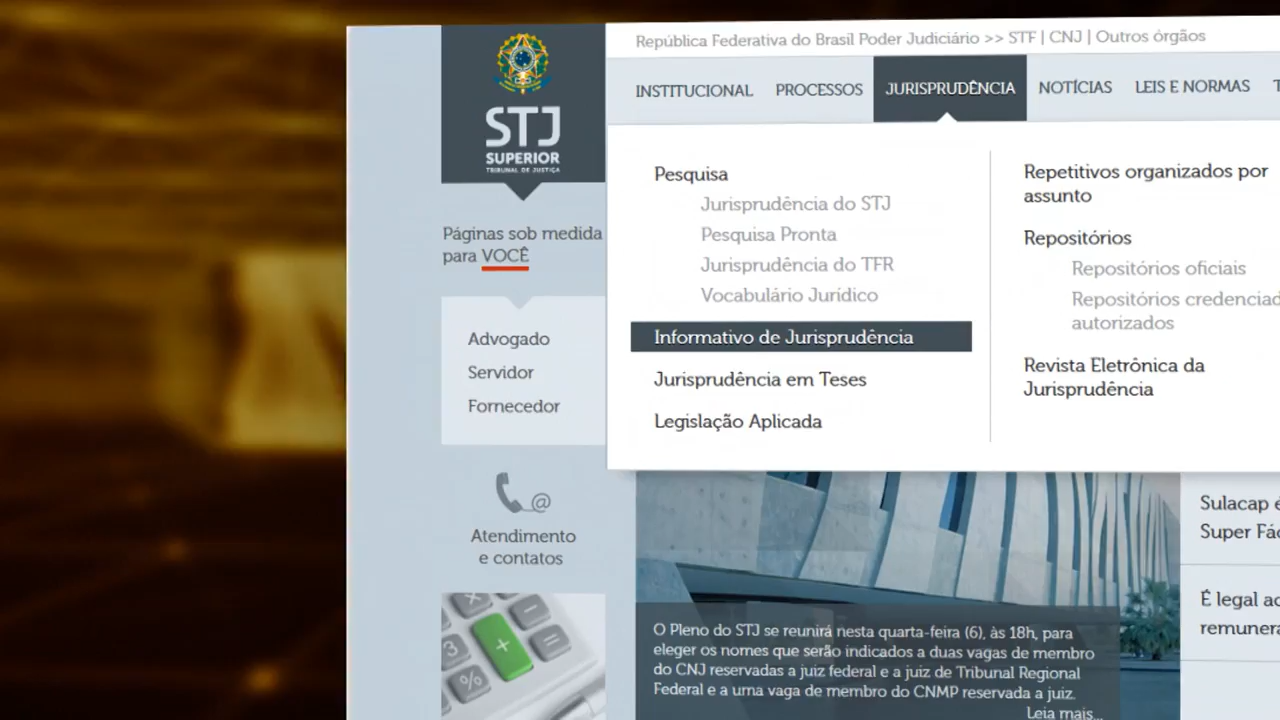 República Federativa do Brasil Poder Judiciário >> STF | CNJ | Outros órgãos
INSTITUCIONAL PROCESSOS JURISPRUDÊNCIA NOTÍCIAS LEIS E NORMAS
STJ
SUPERIOR
TRIBUNAL DE JUSTIÇA
Páginas sob medida
para VOCÊ
Advogado
Servidor
Fornecedor
Atendimento
e contatos
Pesquisa
Jurisprudência do STJ
Pesquisa Pronta
Jurisprudência do TFR
Vocabulário Jurídico
Informativo de Jurisprudência
Jurisprudência em Teses
Legislação Aplicada
Repetitivos organizados por
assunto
Repositórios
Repositórios oficiais
Repositórios
autorizados
Revista Eletrônica da
Jurisprudência
O Pleno do STJ se reunirá nesta quarta-feira (6), às 18h, para
eleger os nomes que serão indicados a duas vagas de membro
do CNJ reservadas a juiz federal e a juiz de Tribunal Regional
Federal e a uma vaga de membro do CNMP reservada a juiz.
Leia mais...
Sulacap
Super
É legal